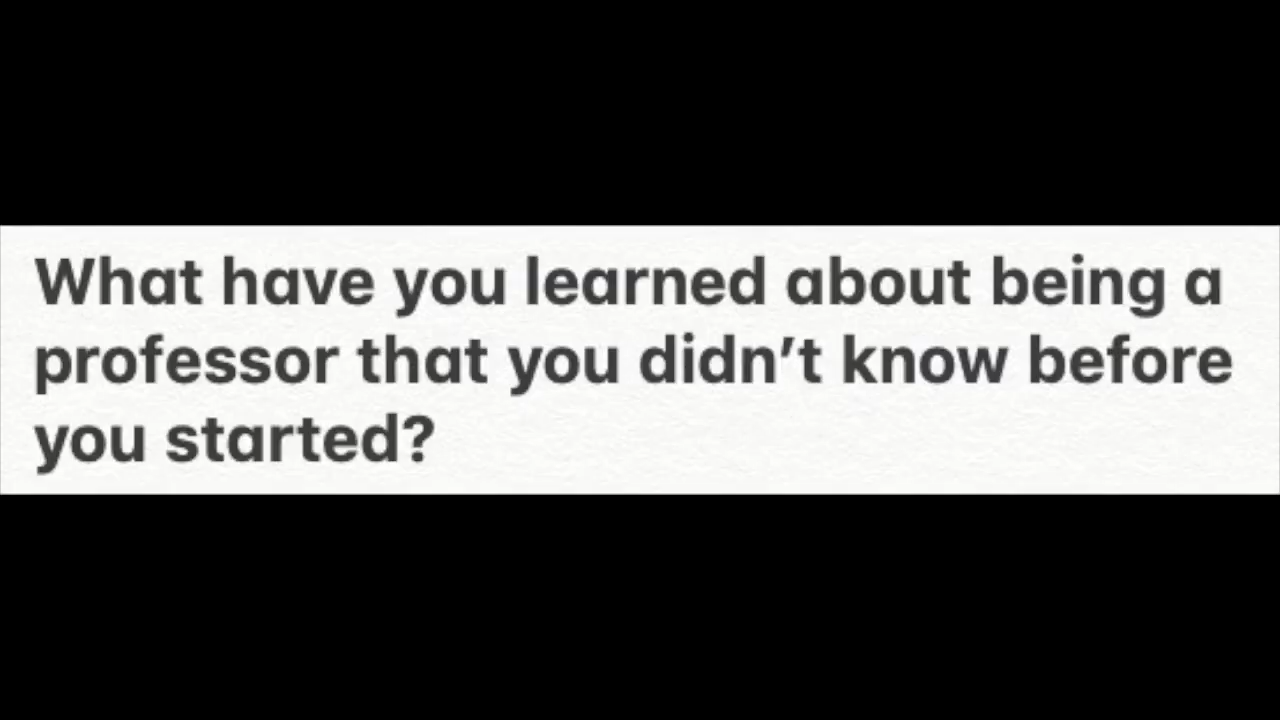 What have you learned about being a
professor that you didn’t know before
you started?